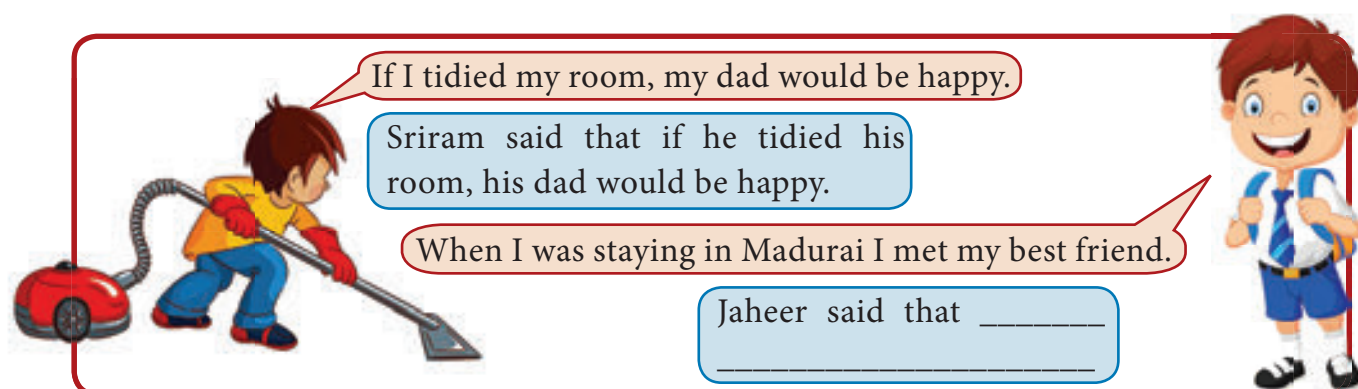 If I tidied my room, my dad would be happy.
Sriram said that if he tidied his
room, his dad would be happy.
When I was staying in Madurai I met my best friend.
Jaheer said that _______
_____________________